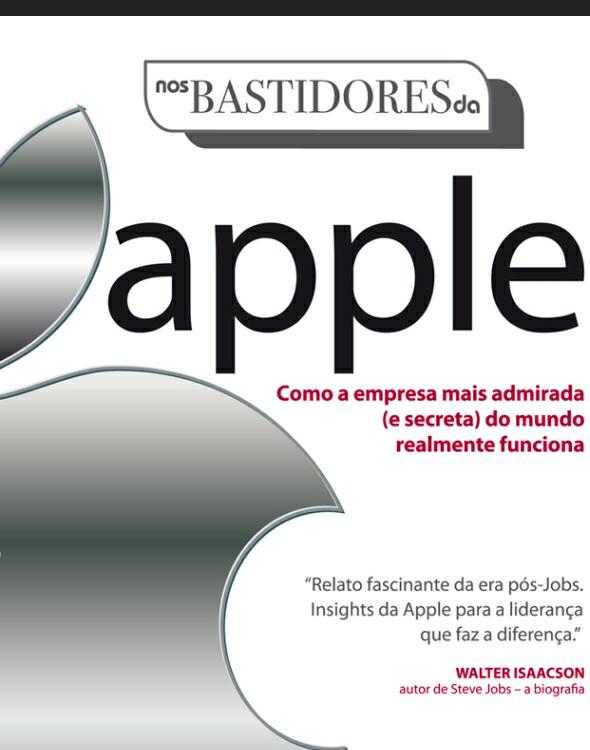 nos BASTIDORES da
apple
Como a empresa mais admirada
(e secreta) do mundo
realmente funciona
“Relato fascinante da era pós-Jobs.
Insights da Apple para a liderança
que faz a diferença.”
WALTER ISAACSON
autor de Steve Jobs – a biografia